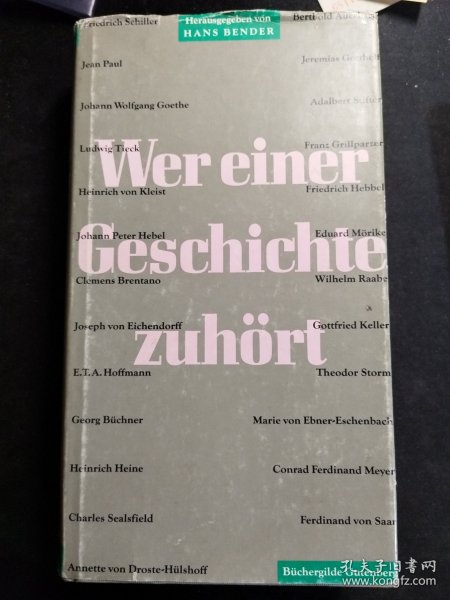 Friedrich Schiller
Herausgegeben von
HANS BENDER
Berthold Auerbach
Jean Paul
Jeremias Gotthelf
Johann Wolfgang Goethe
Adalbert Stifter
Ludwig Tieck
Franz Grillparzer
Wer einer
Heinrich von Kleist
Friedrich Hebbel
Johann Peter Hebel
Eduard Mörike
Geschichte
Clemens Brentano
Wilhelm Raabe
Joseph von Eichendorff
Gottfried Keller
zuhört
E.T.A. Hoffmann
Theodor Storm
Georg Büchner
Marie von Ebner-Eschenbach
Heinrich Heine
Conrad Ferdinand Meyer
Charles Sealsfield
Ferdinand von Saar
Annette von Droste-Hülshoff
Büchergilde Gutenberg
孔夫子旧书网
www.kongfz.com